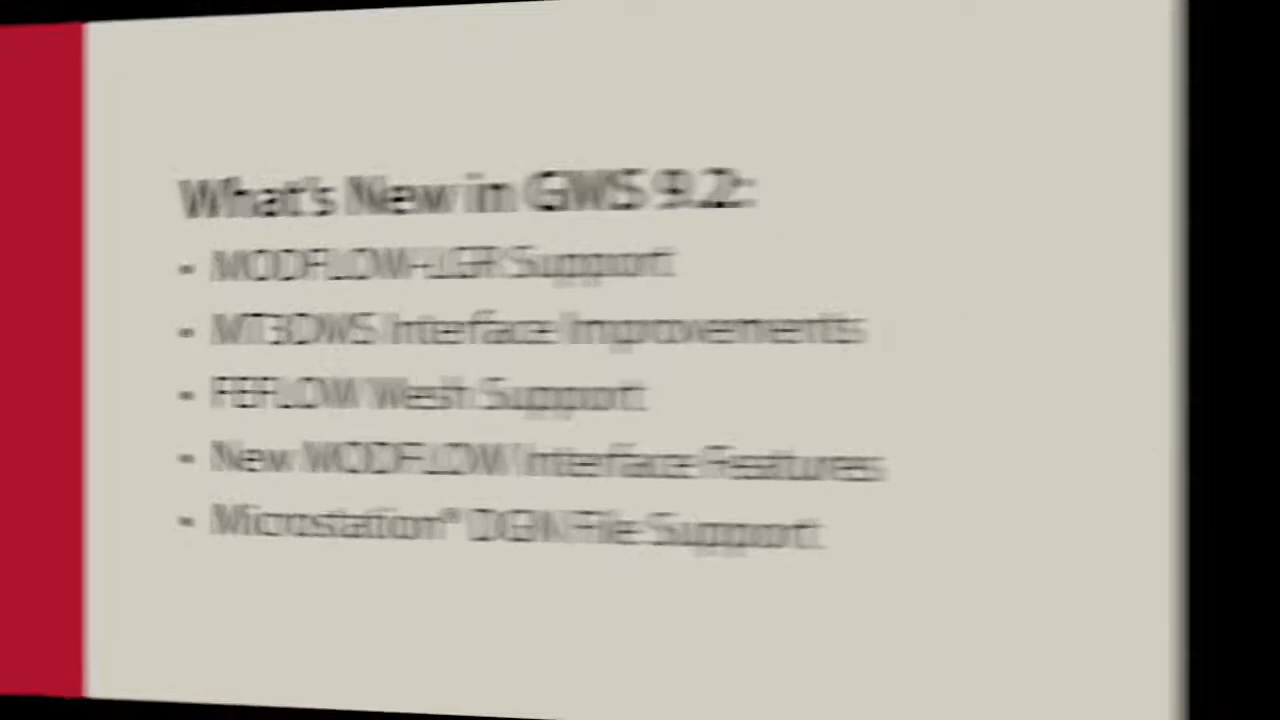 What's New in GMS 9.2:
- MODFLOW-LGR Support
- MT3DMS Interface Improvements
- FEFLOW Mesh Support
- New MODFLOW Interface Features
- Microstation® DGN File Support